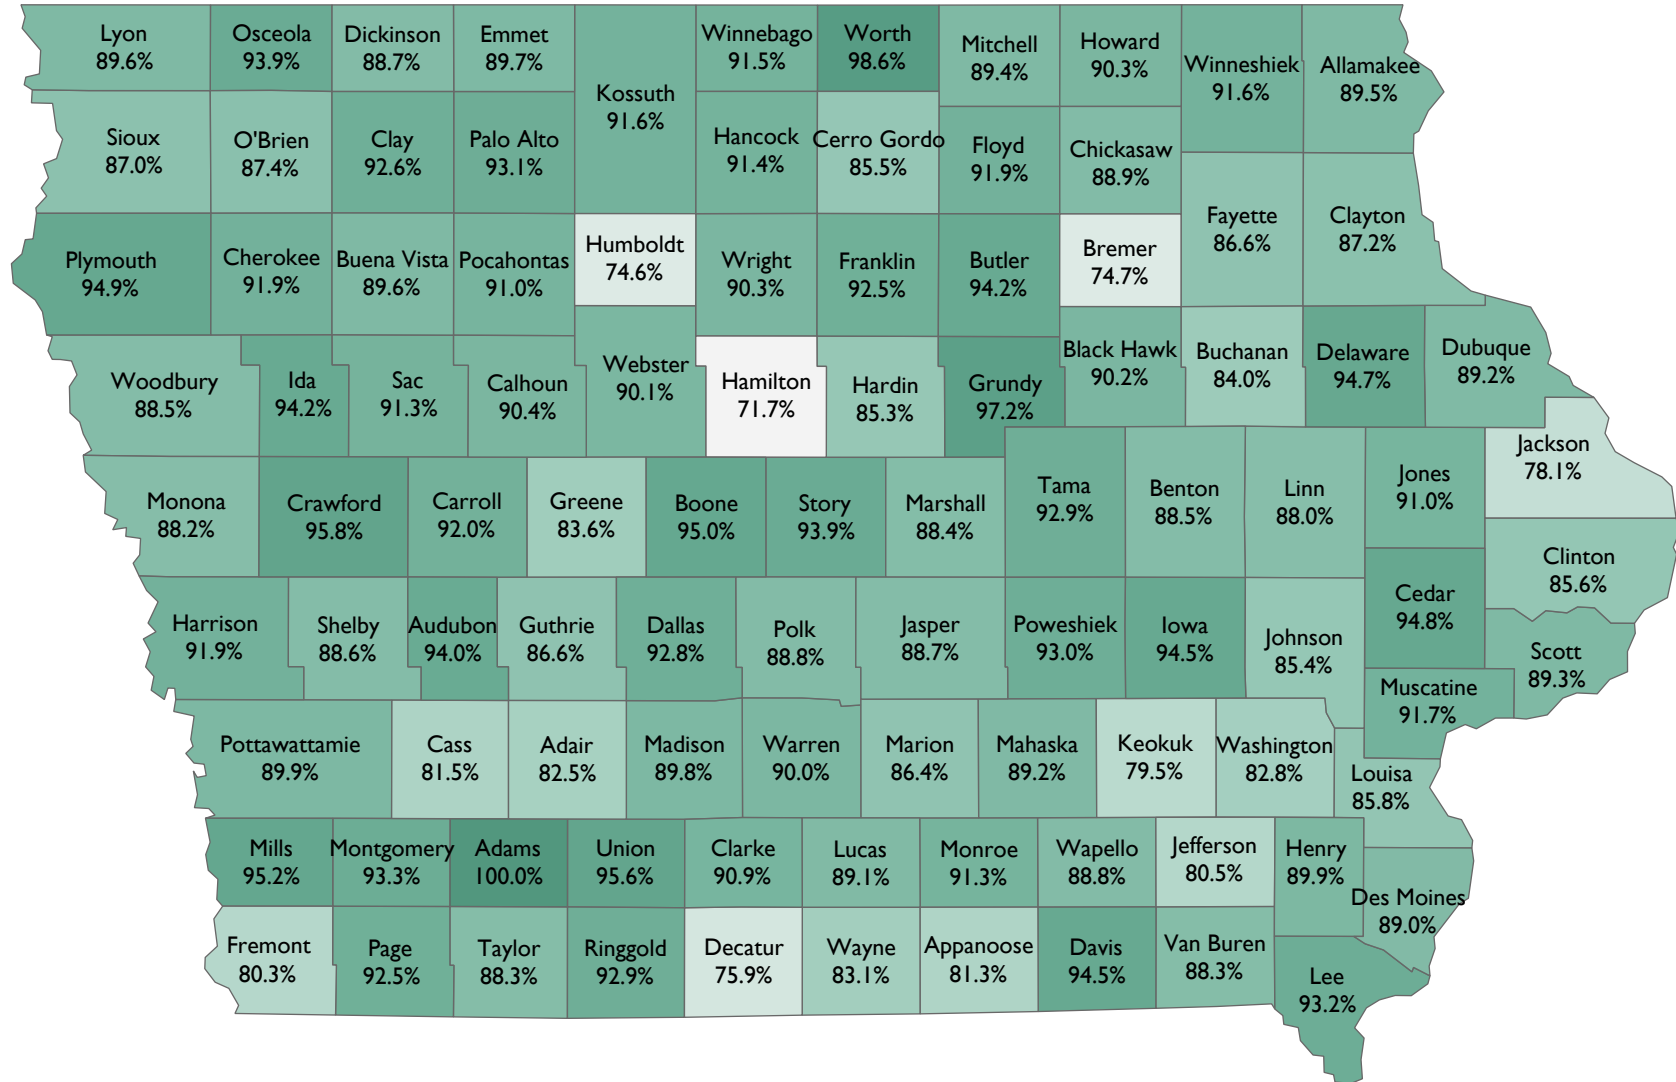 Lyon
89.6%
Osceola
93.9%
Dickinson
88.7%
Emmet
89.7%
Kossuth
91.6%
Winnebago
91.5%
Worth
98.6%
Mitchell
89.4%
Howard
90.3%
Winneshiek
91.6%
Allamakee
89.5%
Sioux
87.0%
O'Brien
87.4%
Clay
92.6%
Palo Alto
93.1%
Hancock
91.4%
Cerro Gordo
85.5%
Floyd
91.9%
Chickasaw
88.9%
Fayette
86.6%
Clayton
87.2%
Plymouth
94.9%
Cherokee
91.9%
Buena Vista
89.6%
Pocahontas
91.0%
Humboldt
74.6%
Wright
90.3%
Franklin
92.5%
Butler
94.2%
Bremer
74.7%
Woodbury
88.5%
Ida
94.2%
Sac
91.3%
Calhoun
90.4%
Webster
90.1%
Hamilton
71.7%
Hardin
85.3%
Grundy
97.2%
Black Hawk
90.2%
Buchanan
84.0%
Delaware
94.7%
Dubuque
89.2%
Jackson
78.1%
Monona
88.2%
Crawford
95.8%
Carroll
92.0%
Greene
83.6%
Boone
95.0%
Story
93.9%
Marshall
88.4%
Tama
92.9%
Benton
88.5%
Linn
88.0%
Jones
91.0%
Clinton
85.6%
Harrison
91.9%
Shelby
88.6%
Audubon
94.0%
Guthrie
86.6%
Dallas
92.8%
Polk
88.8%
Jasper
88.7%
Poweshiek
93.0%
Iowa
94.5%
Johnson
85.4%
Cedar
94.8%
Scott
89.3%
Muscatine
91.7%
Pottawattamie
89.9%
Cass
81.5%
Adair
82.5%
Madison
89.8%
Warren
90.0%
Marion
86.4%
Mahaska
89.2%
Keokuk
79.5%
Washington
82.8%
Louisa
85.8%
Mills
95.2%
Montgomery
93.3%
Adams
100.0%
Union
95.6%
Clarke
90.9%
Lucas
89.1%
Monroe
91.3%
Wapello
88.8%
Jefferson
80.5%
Henry
89.9%
Des Moines
89.0%
Fremont
80.3%
Page
92.5%
Taylor
88.3%
Ringgold
92.9%
Decatur
75.9%
Wayne
83.1%
Appanoose
81.3%
Davis
94.5%
Van Buren
88.3%
Lee
93.2%